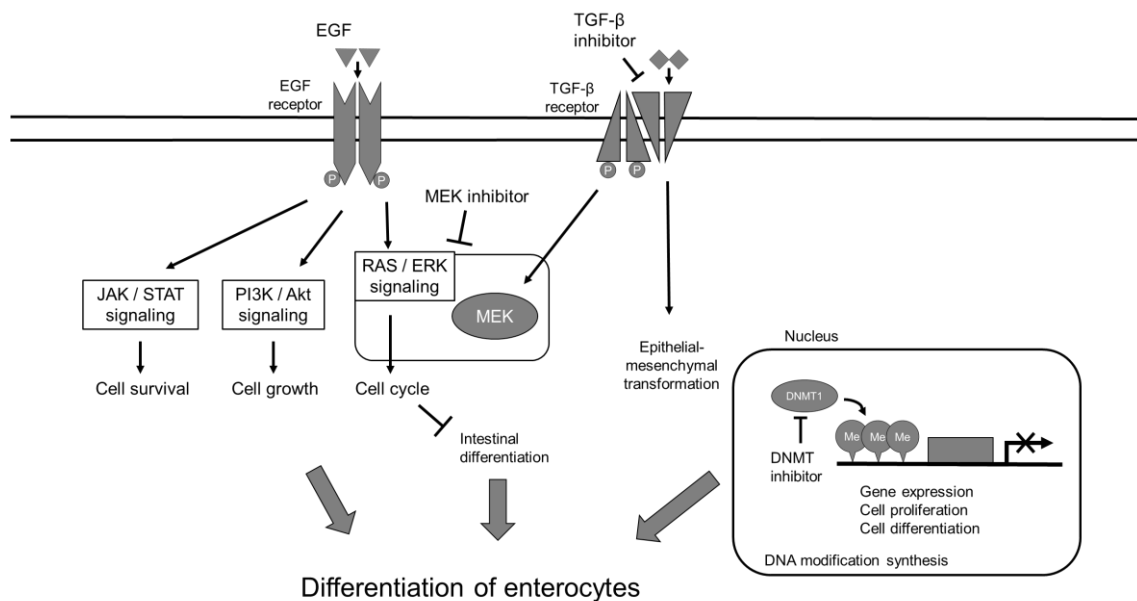 EGF
TGF-β
inhibitor
EGF
receptor
TGF-β
receptor
P
P
P
P
MEK inhibitor
RAS / ERK
signaling
JAK / STAT
signaling
PI3K / Akt
signaling
MEK
Cell survival
Cell growth
Cell cycle
Epithelial-
mesenchymal
transformation
Intestinal
differentiation
Nucleus
DNMT1
Me
Me
Me
DNMT
inhibitor
Gene expression
Cell proliferation
Cell differentiation
DNA modification synthesis
Differentiation of enterocytes